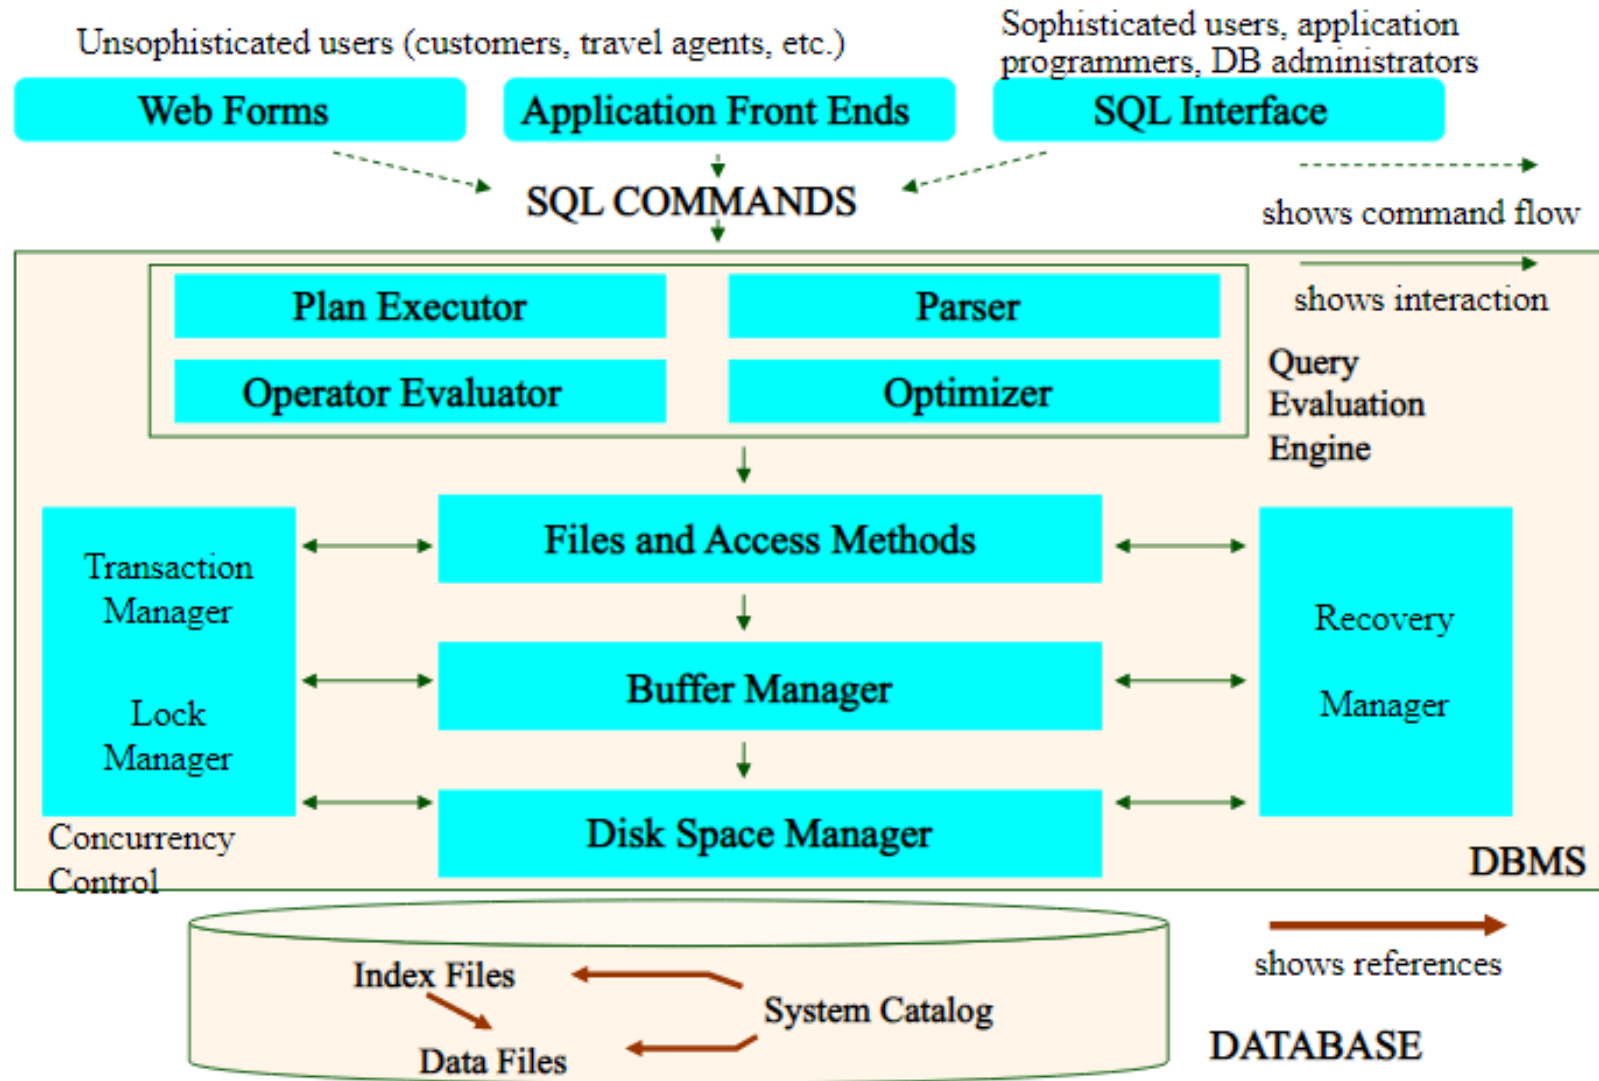 Unsophisticated users (customers, travel agents, etc.)
Sophisticated users, application
programmers, DB administrators
Web Forms
Application Front Ends
SQL Interface
SQL COMMANDS
shows command flow
shows interaction
Plan Executor
Parser
Operator Evaluator
Optimizer
Query
Evaluation
Engine
Files and Access Methods
Transaction
Manager
Lock
Manager
Recovery
Manager
Buffer Manager
Disk Space Manager
Concurrency
Control
DBMS
Index Files
System Catalog
Data Files
shows references
DATABASE